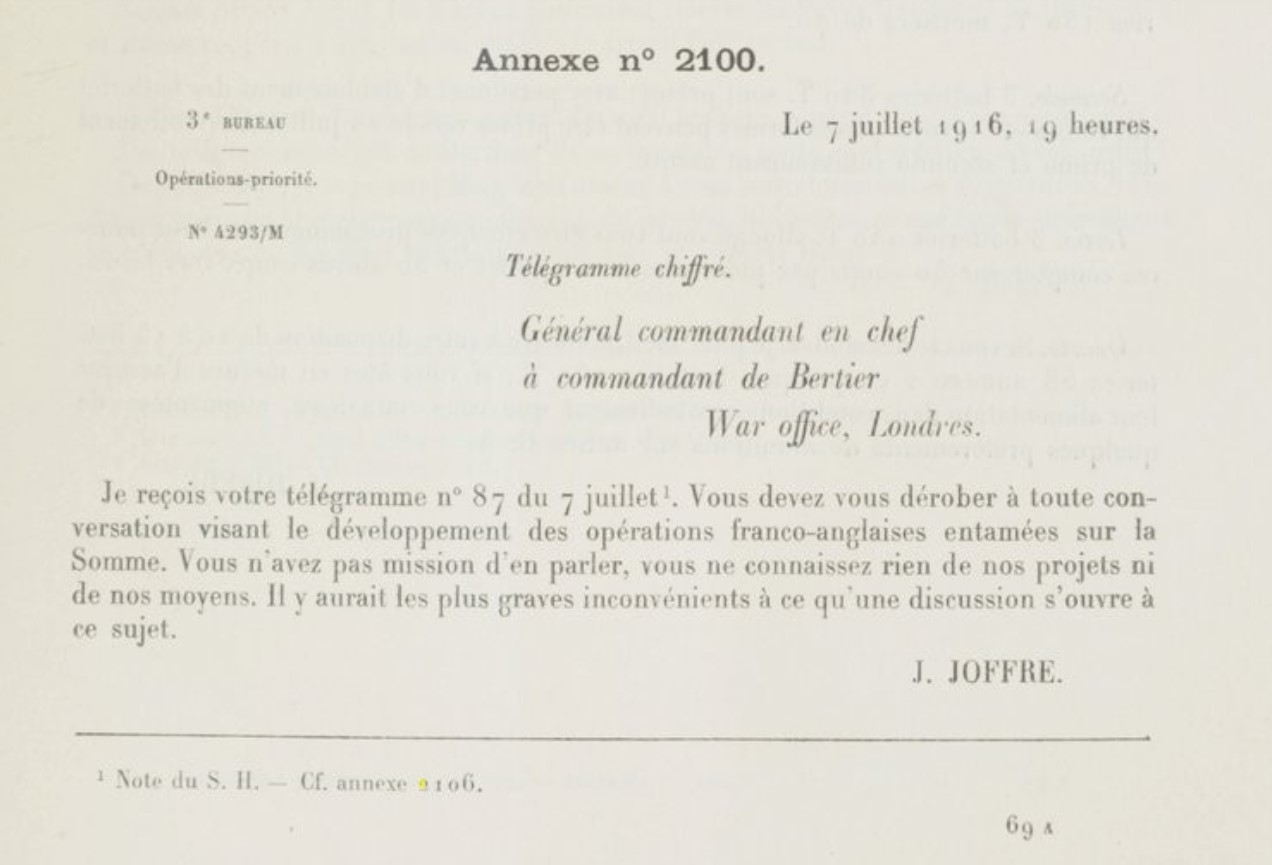 Annexe n° 2100.
3e BUREAU
Le 7 juillet 1916, 19 heures.
Opérations-priorité.
N° 4293/M
Télégramme chiffré.
Général commandant en chef
à commandant de Bertier
War office, Londres.
Je reçois votre télégramme n° 87 du 7 juillet¹. Vous devez vous dérober à toute con-
versation visant le développement des opérations franco-anglaises entamées sur la
Somme. Vous n'avez pas mission d'en parler, vous ne connaissez rien de nos projets ni
de nos moyens. Il y aurait les plus graves inconvénients à ce qu'une discussion s'ouvre à
ce sujet.
J. JOFFRE.
¹ Note du S. H. — Cf. annexe 2106.
69 A